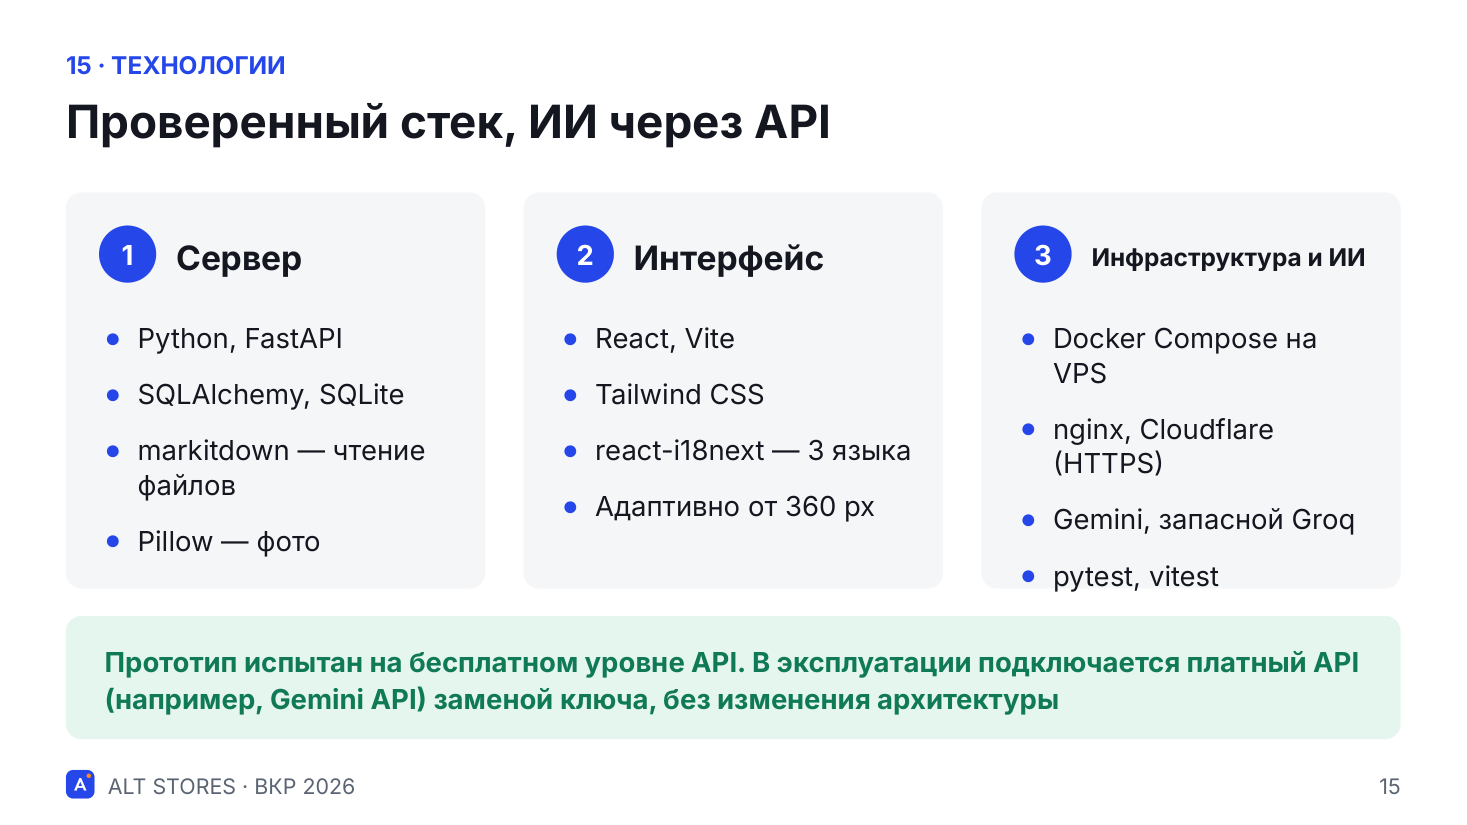 15 · ТЕХНОЛОГИИ
Проверенный стек, ИИ через API
1 Сервер
Python, FastAPI
SQLAlchemy, SQLite
markitdown — чтение
файлов
Pillow — фото
2 Интерфейс
React, Vite
Tailwind CSS
react-i18next — 3 языка
Адаптивно от 360 px
3 Инфраструктура и ИИ
Docker Compose на
VPS
nginx, Cloudflare
(HTTPS)
Gemini, запасной Groq
pytest, vitest
Прототип испытан на бесплатном уровне API. В эксплуатации подключается платный API
(например, Gemini API) заменой ключа, без изменения архитектуры
A ALT STORES · ВКР 2026
15